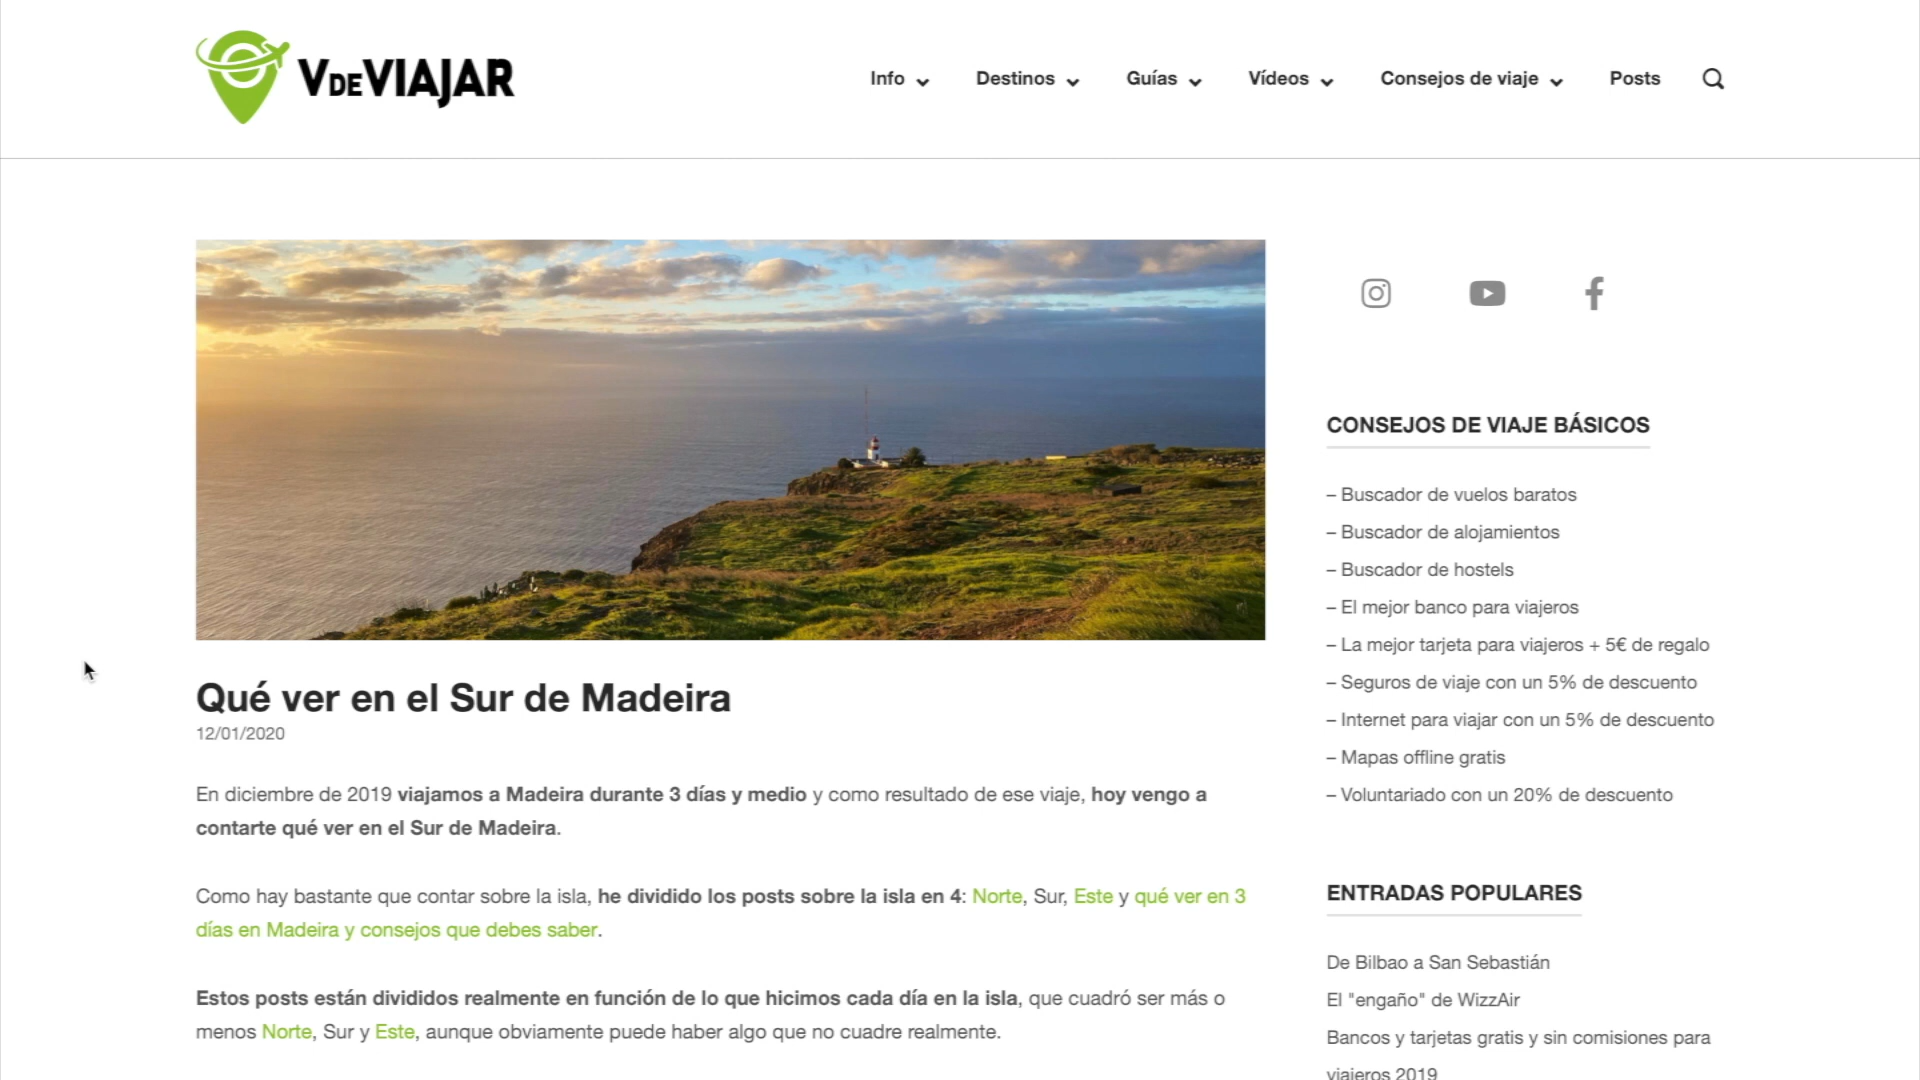 VDEVIAJAR
Info
Destinos
Guías
Vídeos
Consejos de viaje
Posts
Qué ver en el Sur de Madeira
12/01/2020
En diciembre de 2019 viajamos a Madeira durante 3 días y medio y como resultado de ese viaje, hoy vengo a
contarte qué ver en el Sur de Madeira.
Como hay bastante que contar sobre la isla, he dividido los posts sobre la isla en 4: Norte, Sur, Este y qué ver en 3
días en Madeira y consejos que debes saber.
Estos posts están divididos realmente en función de lo que hicimos cada día en la isla, que cuadró ser más o
menos Norte, Sur y Este, aunque obviamente puede haber algo que no cuadre realmente.
CONSEJOS DE VIAJE BÁSICOS
– Buscador de vuelos baratos
– Buscador de alojamientos
– Buscador de hostels
– El mejor banco para viajeros
– La mejor tarjeta para viajeros + 5€ de regalo
– Seguros de viaje con un 5% de descuento
– Internet para viajar con un 5% de descuento
– Mapas offline gratis
– Voluntariado con un 20% de descuento
ENTRADAS POPULARES
De Bilbao a San Sebastián
El "engaño" de WizzAir
Bancos y tarjetas gratis y sin comisiones para
viajeros 2019